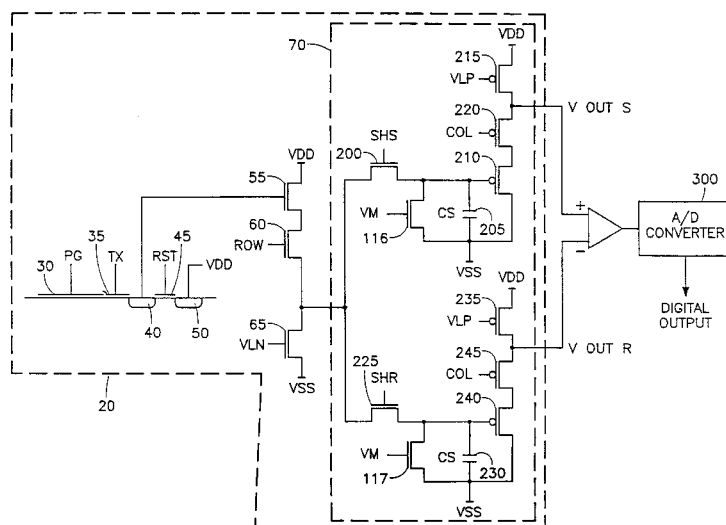 70
VDD
215
VLP
V OUT S
220
COL
SHS
200
210
VDD
55
300
VM
CS
205
116
+
−
A/D
CONVERTER
60
ROW
VSS
VDD
PG
35
TX
45
RST
VDD
30
DIGITAL
OUTPUT
235
VLP
40
50
65
VLN
V OUT R
225
245
COL
VSS
SHR
240
20
VM
CS
117
230
VSS